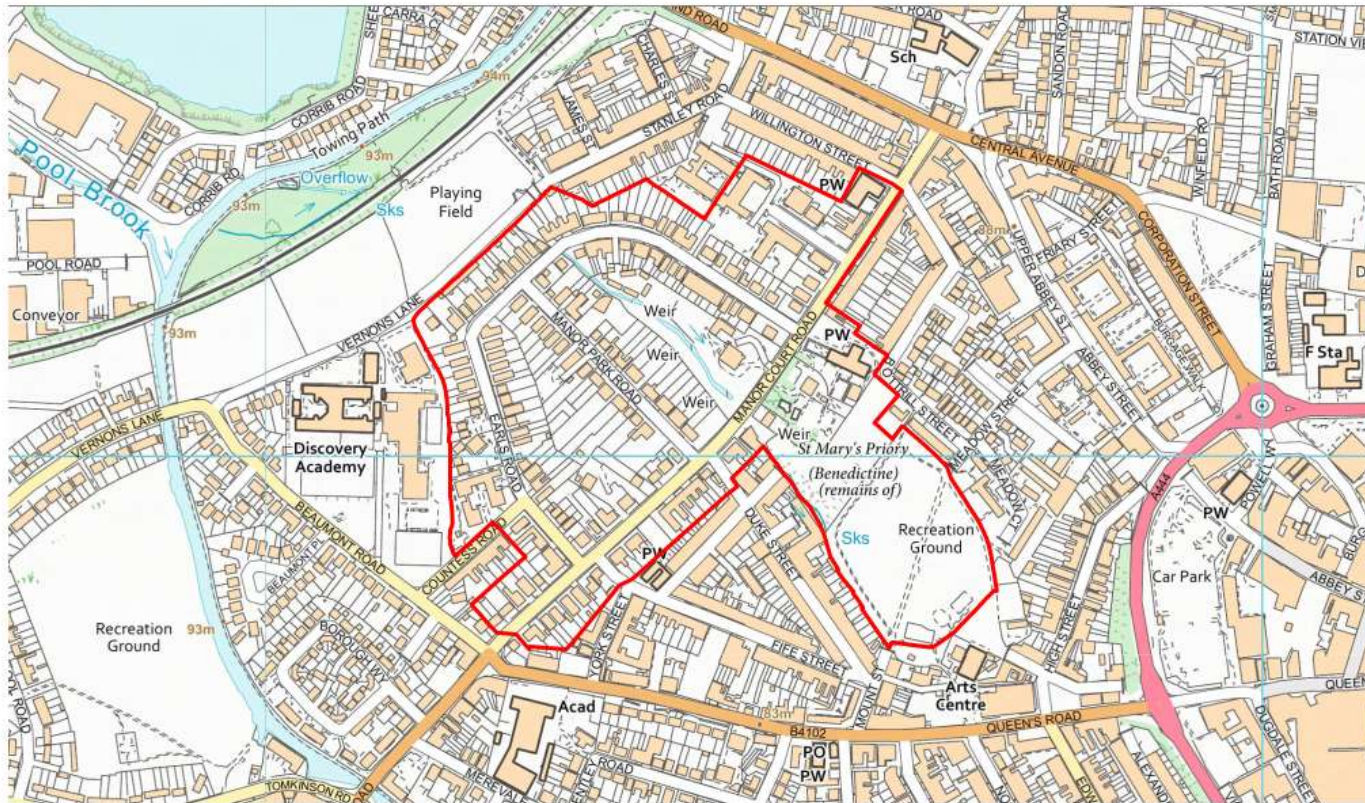 CARRA CL
CORRIB ROAD
Towing Path
94m
93m
Overflow
Sks
CORRIB RD
93m
Pool Brook
POOL ROAD
Conveyor
93m
Playing
Field
VERNONS LANE
JAMES ST
CHARLES ST
STANLEY ROAD
WILLINGTON STREET
Sch
CENTRAL AVENUE
SANDON ROAD
WINFIELD RD
BATH ROAD
STATION VIE
PW
CORPORATION STREET
GRAHAM STREET
F Sta
FRIARY STREET
UPPER ABBEY ST
ABBEY STREET
BURGAGE WALK
Weir
Weir
Weir
Weir
MANOR PARK ROAD
MANOR COURT ROAD
PW
POTTRILL STREET
MEADOW STREET
MEADOW CT
St Mary's Priory
(Benedictine)
(remains of)
Recreation
Ground
Sks
VERNONS LANE
Discovery
Academy
EARLS ROAD
BEAUMONT ROAD
COUNTESS ROAD
BEAUMONT PL
Recreation
Ground
93m
PW
DUKE STREET
YORK STREET
FIFE STREET
MOUNT ST
HIGH STREET
Arts
Centre
A444
Car Park
POWELL W
PW
ABBEY S
Acad
83m
B4102
QUEEN'S ROAD
QUEEN
DUGDALE STREET
PO
PW
TOMKINSON RD
ROAD